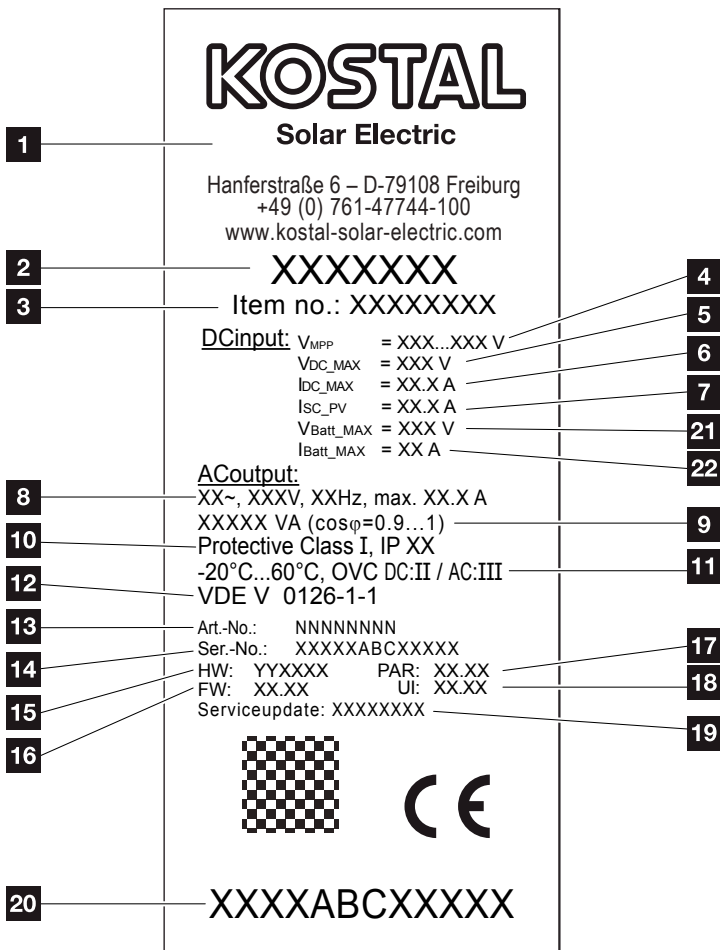 KOSTAL
Solar Electric
1
Hanferstraße 6 – D-79108 Freiburg
+49 (0) 761-47744-100
www.kostal-solar-electric.com
2 XXXXXXX
3 Item no.: XXXXXXXX
DCinput: VMPP = XXX...XXX V 4
VDC_MAX = XXX V 5
IDC_MAX = XX.X A 6
ISC_PV = XX.X A 7
VBatt_MAX = XXX V 21
IBatt_MAX = XX A 22
ACoutput:
8 XX~, XXXV, XXHz, max. XX.X A
XXXXX VA (cosφ=0.9...1) 9
10 Protective Class I, IP XX
-20°C...60°C, OVC DC:II / AC:III 11
12 VDE V 0126-1-1
13 Art.-No.: NNNNNNNN
14 Ser.-No.: XXXXXABCXXXXX
15 HW: YYXXXX PAR: XX.XX 17
16 FW: XX.XX UI: XX.XX 18
Serviceupdate: XXXXXXXX 19
CE
20 XXXXABCXXXXX